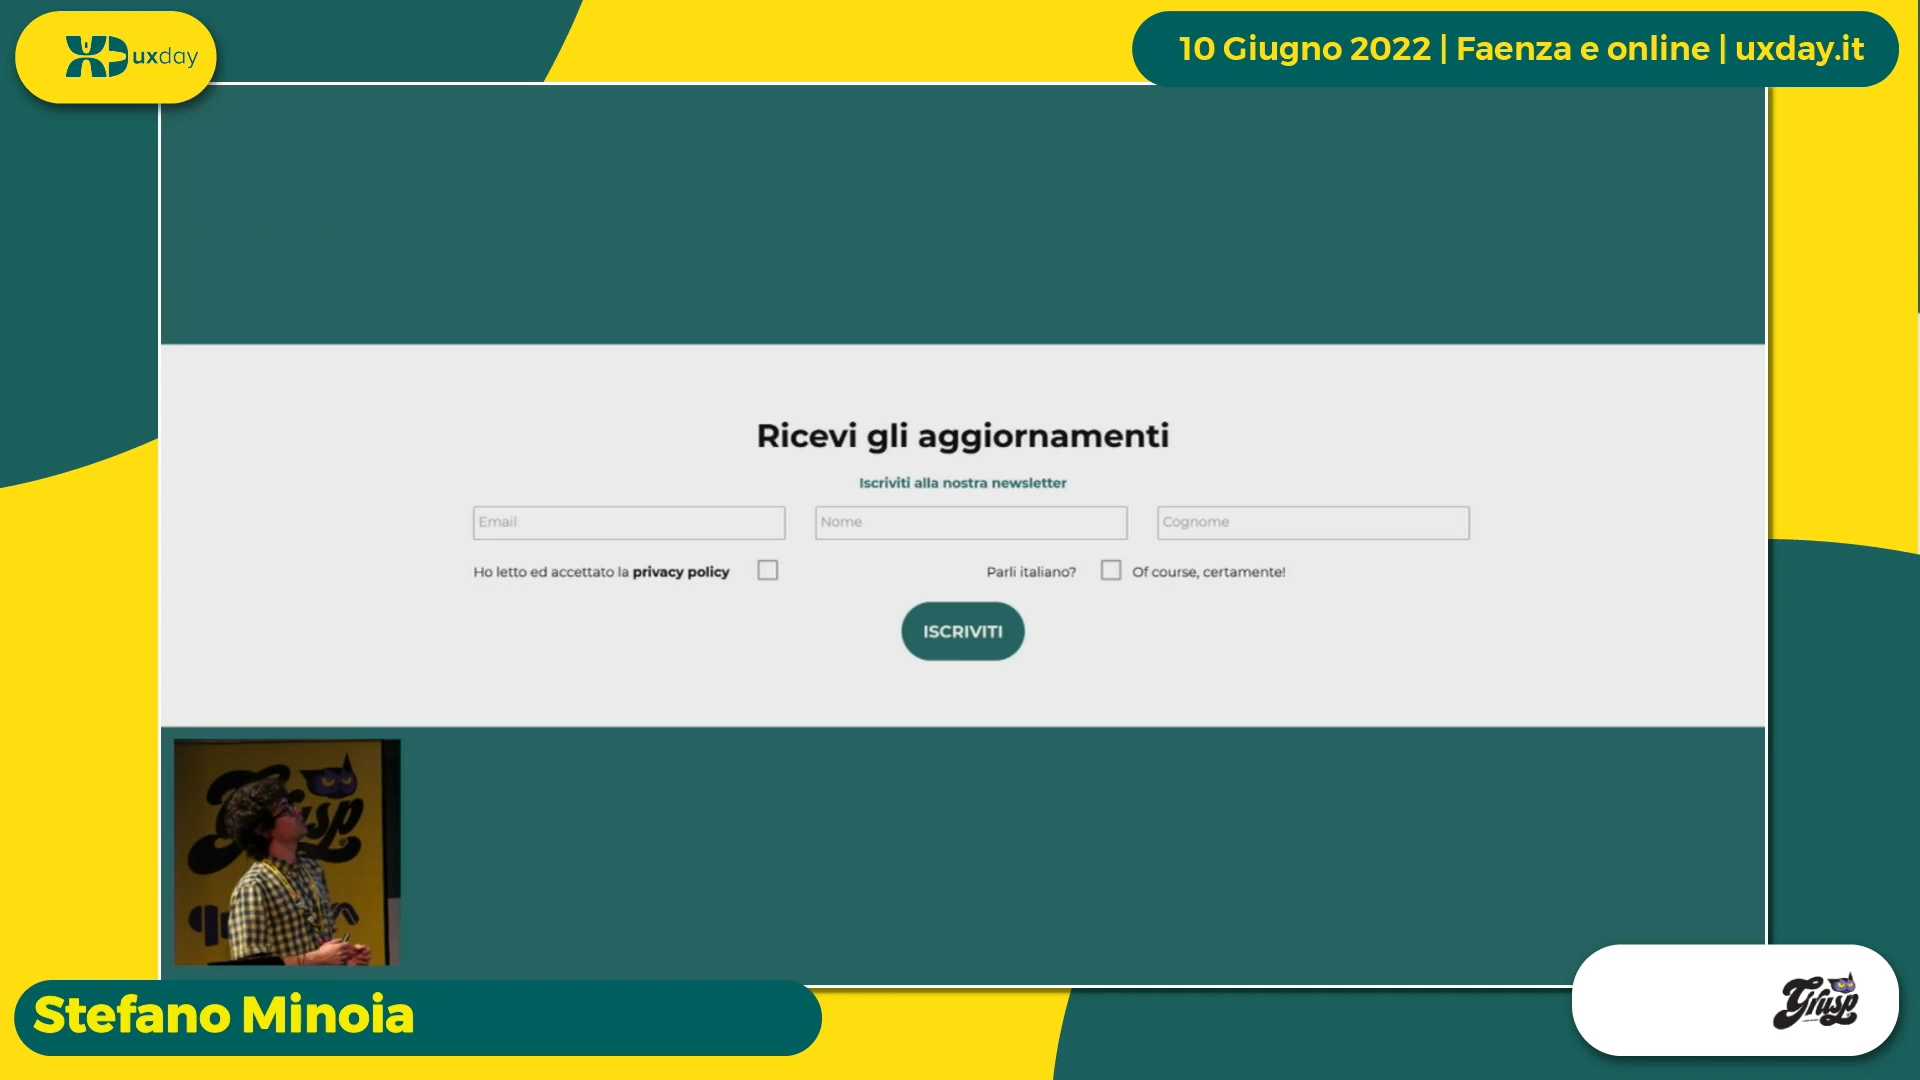 uxday
10 Giugno 2022 | Faenza e online | uxday.it
Ricevi gli aggiornamenti
Iscriviti alla nostra newsletter
Email
Nome
Cognome
Ho letto ed accettato la privacy policy
Parli italiano?
Of course, certamente!
ISCRIVITI
Stefano Minoia
Grusp